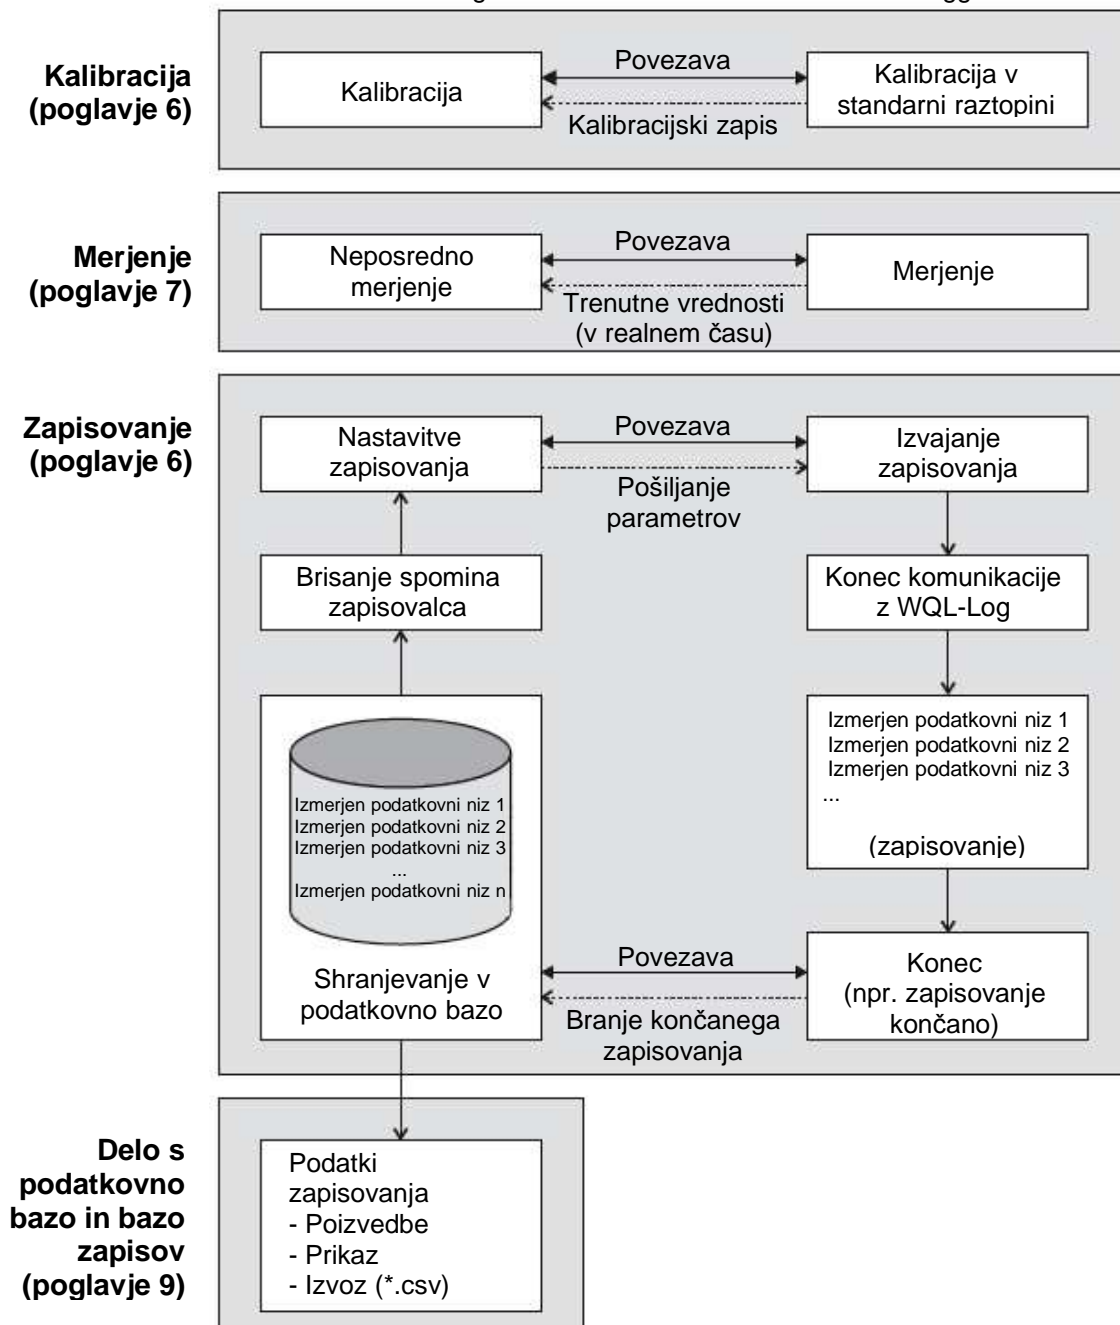 Kalibracija
(poglavje 6)
Kalibracija
Povezava
Kalibracijski zapis
Kalibracija v
standarni raztopini
Merjenje
(poglavje 7)
Neposredno
merjenje
Povezava
Trenutne vrednosti
(v realnem času)
Merjenje
Zapisovanje
(poglavje 6)
Nastavitve
zapisovanja
Povezava
Pošiljanje
parametrov
Izvajanje
zapisovanja
Brisanje spomina
zapisovalca
Konec komunikacije
z WQL-Log
Izmerjen podatkovni niz 1
Izmerjen podatkovni niz 2
Izmerjen podatkovni niz 3
...
Izmerjen podatkovni niz n
Shranjevanje v
podatkovno bazo
Izmerjen podatkovni niz 1
Izmerjen podatkovni niz 2
Izmerjen podatkovni niz 3
...
(zapisovanje)
Povezava
Branje končanega
zapisovanja
Konec
(npr. zapisovanje
končano)
Delo s
podatkovno
bazo in bazo
zapisov
(poglavje 9)
Podatki
zapisovanja
- Poizvedbe
- Prikaz
- Izvoz (*.csv)